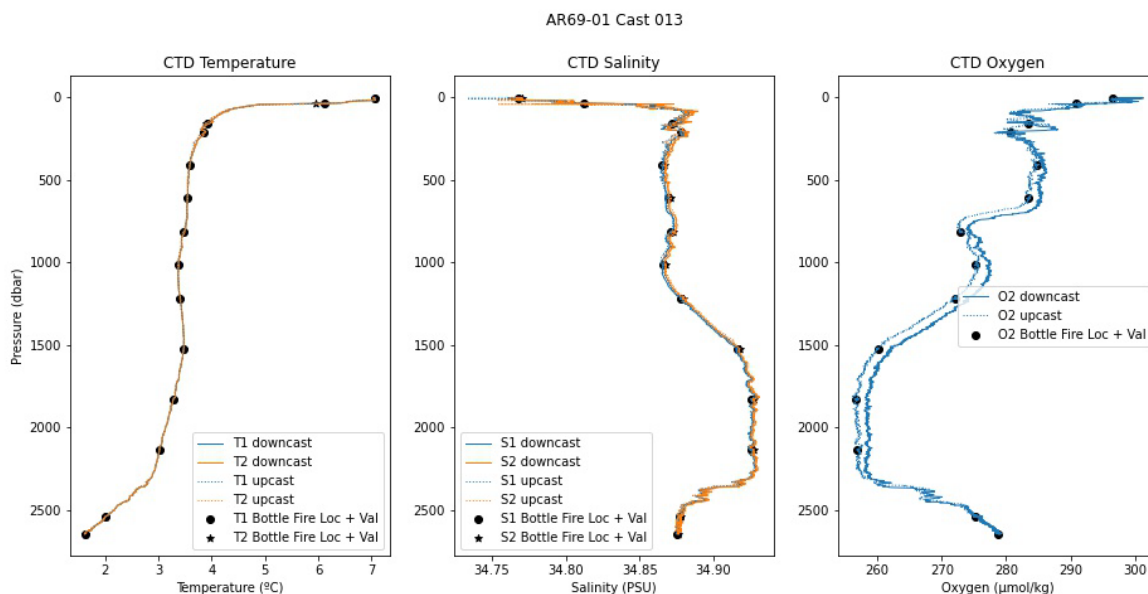 AR69-01 Cast 013
CTD Temperature
Pressure (dbar)
0
500
1000
1500
2000
2500
T1 downcast
T2 downcast
T1 upcast
T2 upcast
T1 Bottle Fire Loc + Val
T2 Bottle Fire Loc + Val
2 3 4 5 6 7
Temperature (ºC)
CTD Salinity
0
500
1000
1500
2000
2500
S1 downcast
S2 downcast
S1 upcast
S2 upcast
S1 Bottle Fire Loc + Val
S2 Bottle Fire Loc + Val
34.75 34.80 34.85 34.90
Salinity (PSU)
CTD Oxygen
0
500
1000
1500
2000
2500
O2 downcast
O2 upcast
O2 Bottle Fire Loc + Val
260 270 280 290 300
Oxygen (μmol/kg)